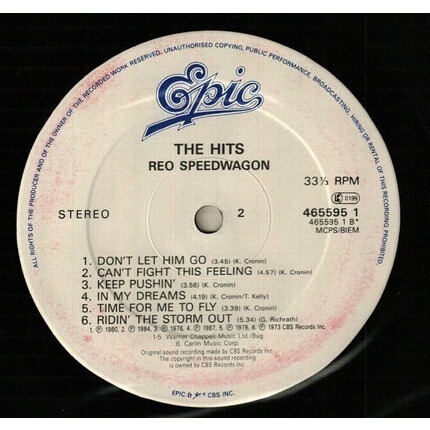 ALL RIGHTS OF THE PRODUCER AND OF THE OWNER OF THE RECORDED WORK RESERVED. UNAUTHORISED COPYING, PUBLIC PERFORMANCE, BROADCASTING, HIRING OR RENTAL OF THIS RECORDING PROHIBITED.
Epic
THE HITS
REO SPEEDWAGON
33⅓ RPM
0199
STEREO 2 465595 1
465595 1 B*
MCPS/BIEM
1. DON'T LET HIM GO (3.45) (K. Cronin)
2. CAN'T FIGHT THIS FEELING (4.57) (K. Cronin)
3. KEEP PUSHIN' (3.56) (K. Cronin)
4. IN MY DREAMS (4.19) (K. Cronin/T. Kelly)
5. TIME FOR ME TO FLY (3.39) (K. Cronin)
6. RIDIN' THE STORM OUT (5.34) (G. Richrath)
1. ℗ 1980, 2. ℗ 1984, 3. ℗ 1976, 4. ℗ 1987, 5. ℗ 1978, 6. ℗ 1973 CBS Records Inc.
1-5. Warner Chappell Music Ltd./Bug
6. Carlin Music Corp.
Original sound recording made by CBS Records Inc.
The copyright in this sound recording
is owned by CBS Records Inc.
EPIC & ® CBS INC.